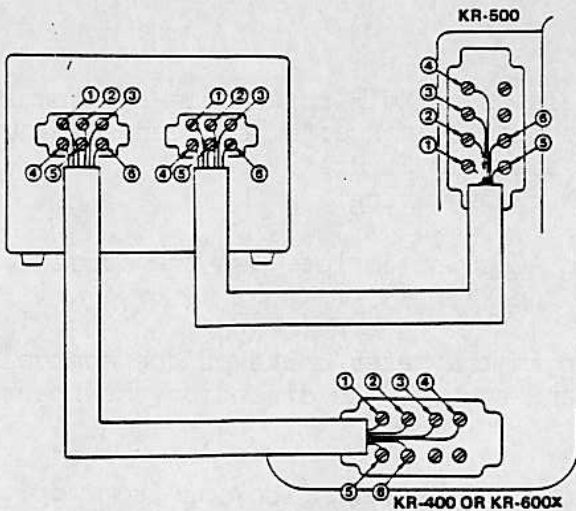 KR-500
① ② ③ ① ② ③
④ ⑤ ⑥ ④ ⑤ ⑥
④
③
② ⑥
① ⑤
① ② ③ ④
⑤ ⑥
KR-400 OR KR-600X